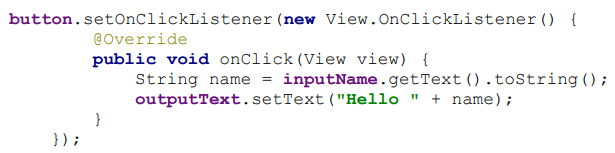 button.setOnClickListener(new View.OnClickListener() {
        @Override
        public void onClick(View view) {
            String name = inputName.getText().toString();
            outputText.setText("Hello " + name);
        }
    });